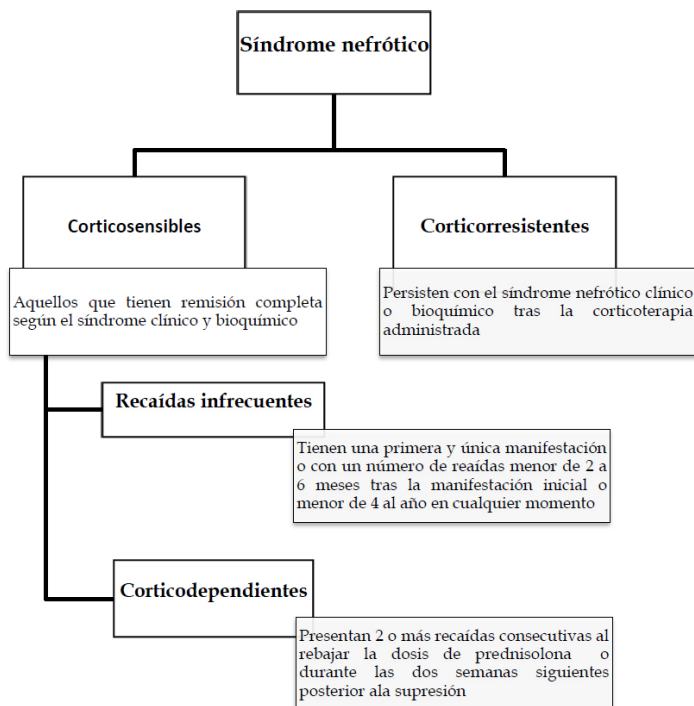 Síndrome nefrótico
Corticosensibles
Aquellos que tienen remisión completa
según el síndrome clínico y bioquímico
Corticorresistentes
Persisten con el síndrome nefrótico clínico
o bioquímico tras la corticoterapia
administrada
Recaídas infrecuentes
Tienen una primera y única manifestación
o con un número de reaídas menor de 2 a
6 meses tras la manifestación inicial o
menor de 4 al año en cualquier momento
Corticodependientes
Presentan 2 o más recaídas consecutivas al
rebajar la dosis de prednisolona o
durante las dos semanas siguientes
posterior ala supresión